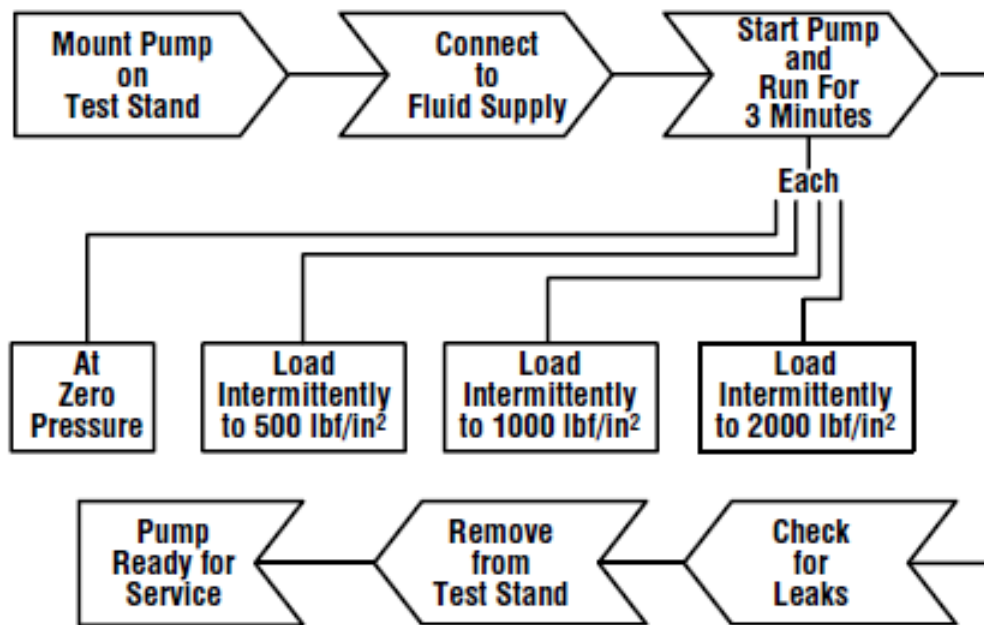 Mount Pump
on
Test Stand
Connect
to
Fluid Supply
Start Pump
and
Run For
3 Minutes
Each
At
Zero
Pressure
Load
Intermittently
to 500 lbf/in²
Load
Intermittently
to 1000 lbf/in²
Load
Intermittently
to 2000 lbf/in²
Pump
Ready for
Service
Remove
from
Test Stand
Check
for
Leaks